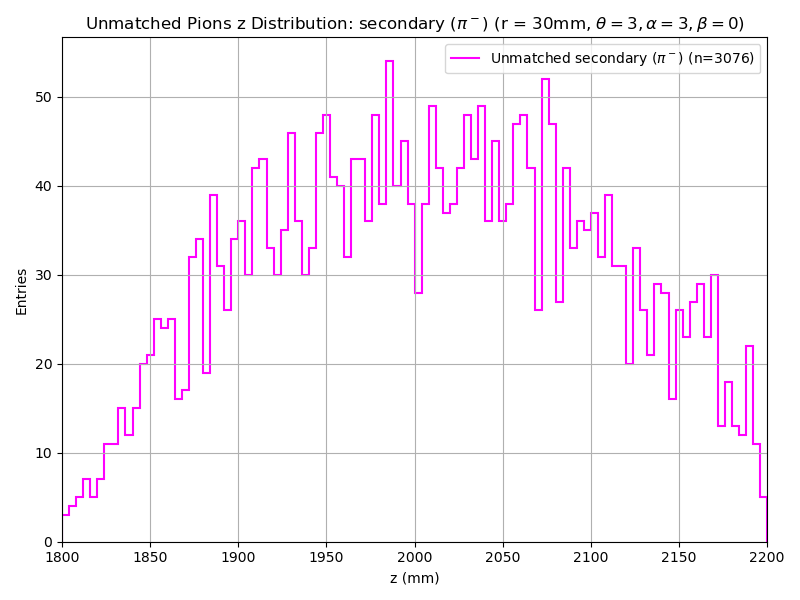 Unmatched Pions z Distribution: secondary (π⁻) (r = 30mm, θ = 3, α = 3, β = 0)
Unmatched secondary (π⁻) (n=3076)
50
40
30
20
10
0
Entries
1800 1850 1900 1950 2000 2050 2100 2150 2200
z (mm)